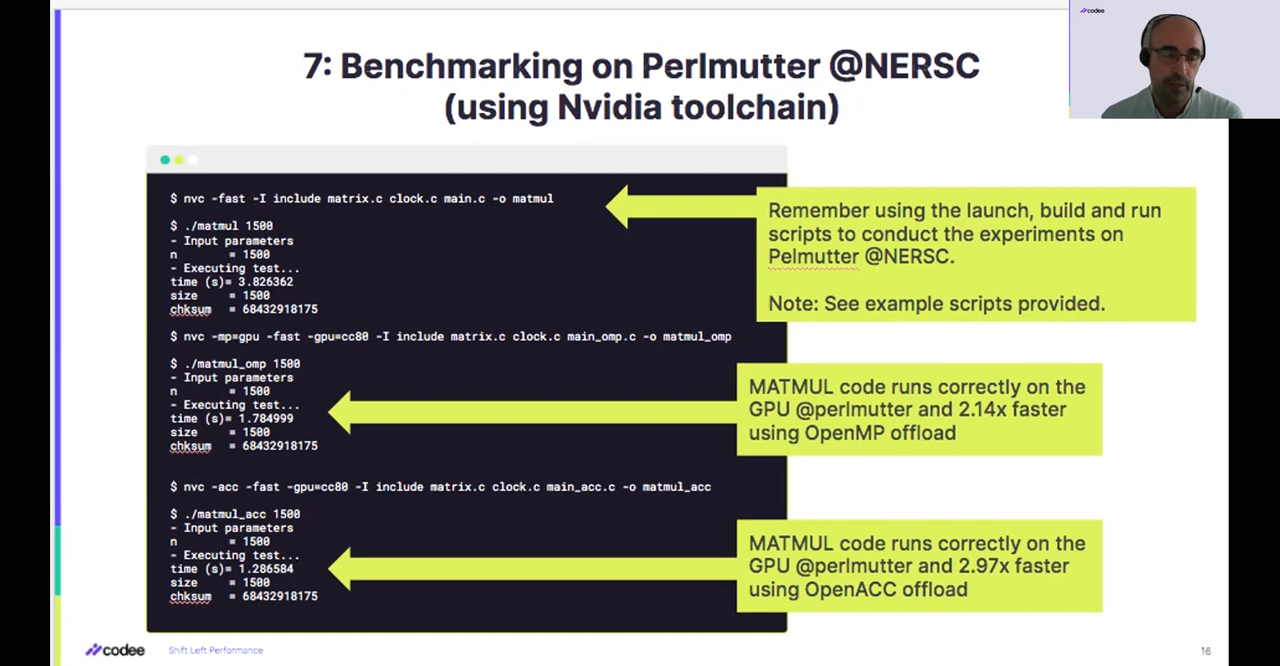 codee
7: Benchmarking on Perlmutter @NERSC
(using Nvidia toolchain)
$ nvc -fast -I include matrix.c clock.c main.c -o matmul
$ ./matmul 1500
- Input parameters
n = 1500
- Executing test...
time (s)= 3.826362
size = 1500
chksum = 68432918175
$ nvc -mp=gpu -fast -gpu=cc80 -I include matrix.c clock.c main_omp.c -o matmul_omp
$ ./matmul_omp 1500
- Input parameters
n = 1500
- Executing test...
time (s)= 1.784999
size = 1500
chksum = 68432918175
$ nvc -acc -fast -gpu=cc80 -I include matrix.c clock.c main_acc.c -o matmul_acc
$ ./matmul_acc 1500
- Input parameters
n = 1500
- Executing test...
time (s)= 1.286584
size = 1500
chksum = 68432918175
Remember using the launch, build and run
scripts to conduct the experiments on
Pelmutter @NERSC.
Note: See example scripts provided.
MATMUL code runs correctly on the
GPU @perlmutter and 2.14x faster
using OpenMP offload
MATMUL code runs correctly on the
GPU @perlmutter and 2.97x faster
using OpenACC offload
codee
Shift Left Performance
16